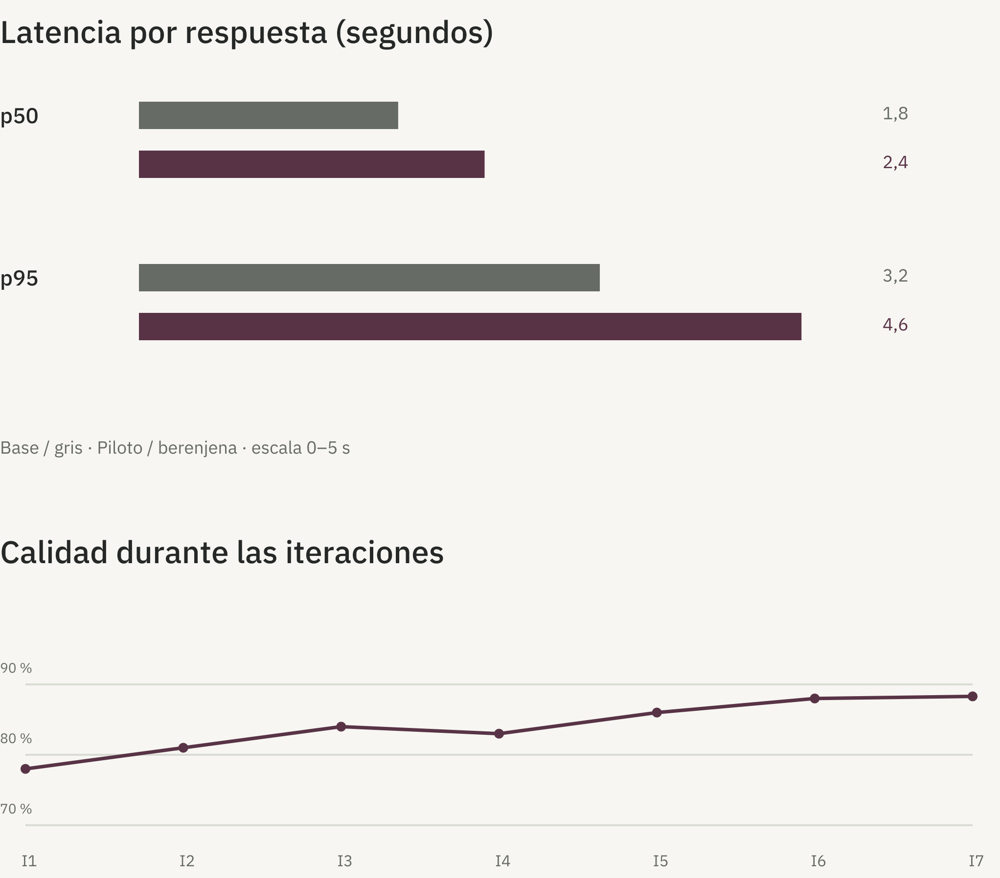 Latencia por respuesta (segundos)
p50
1,8
2,4
p95
3,2
4,6
Base / gris · Piloto / berenjena · escala 0–5 s
Calidad durante las iteraciones
90 %
80 %
70 %
I1 I2 I3 I4 I5 I6 I7